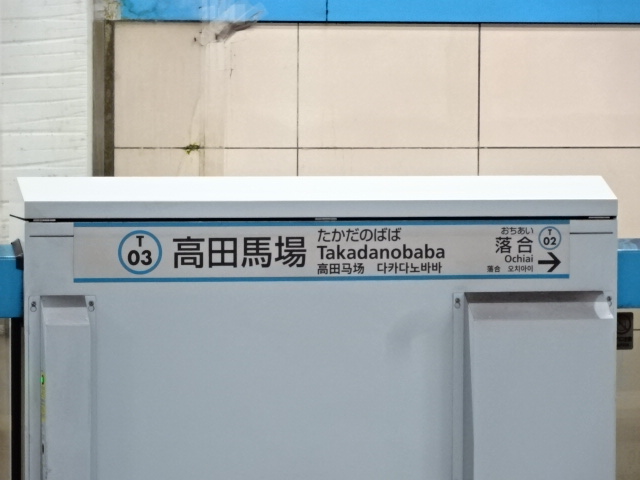 T
03
高田馬場
たかだのばば
Takadanobaba
高田马场 다카다노바바
おちあい
落合
Ochiai
落合 오치아이
T
02
→